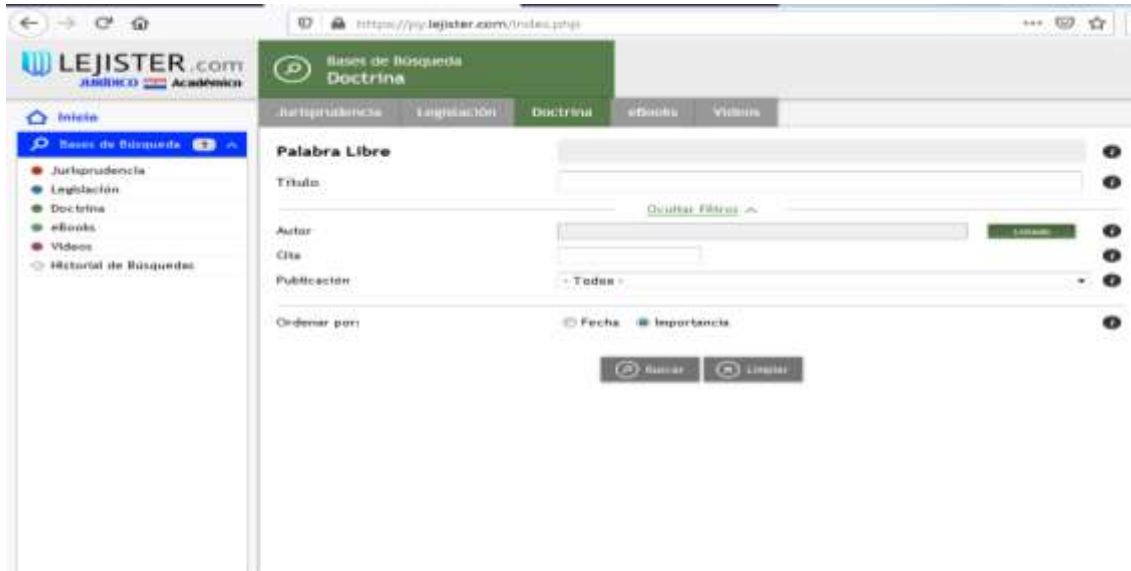 https://py.lejister.com/index.php
LEJISTER.com
JURÍDICO Académico
Bases de Búsqueda
Doctrina
Inicio
Bases de Búsqueda
Jurisprudencia
Legislación
Doctrina
eBooks
Videos
Historial de Búsquedas
Jurisprudencia Legislación Doctrina eBooks Videos
Palabra Libre
Título
Ocultar Filtros
Autor Listado
Cita
Publicación - Todos -
Ordenar por: Fecha Importancia
Buscar Limpiar